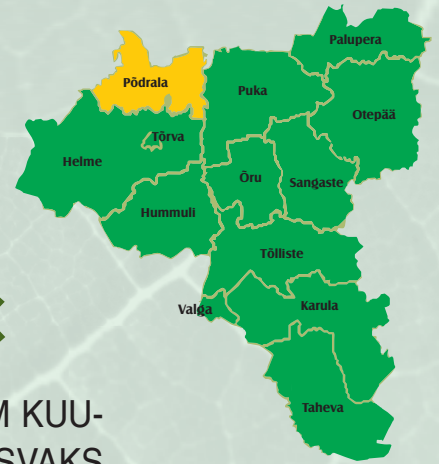 Palupera
Põdrala
Puka
Otepää
Tõrva
Helme
Õru
Sangaste
Hummuli
Tõlliste
Valga
Karula
Taheva
M KUU-
SVAKS